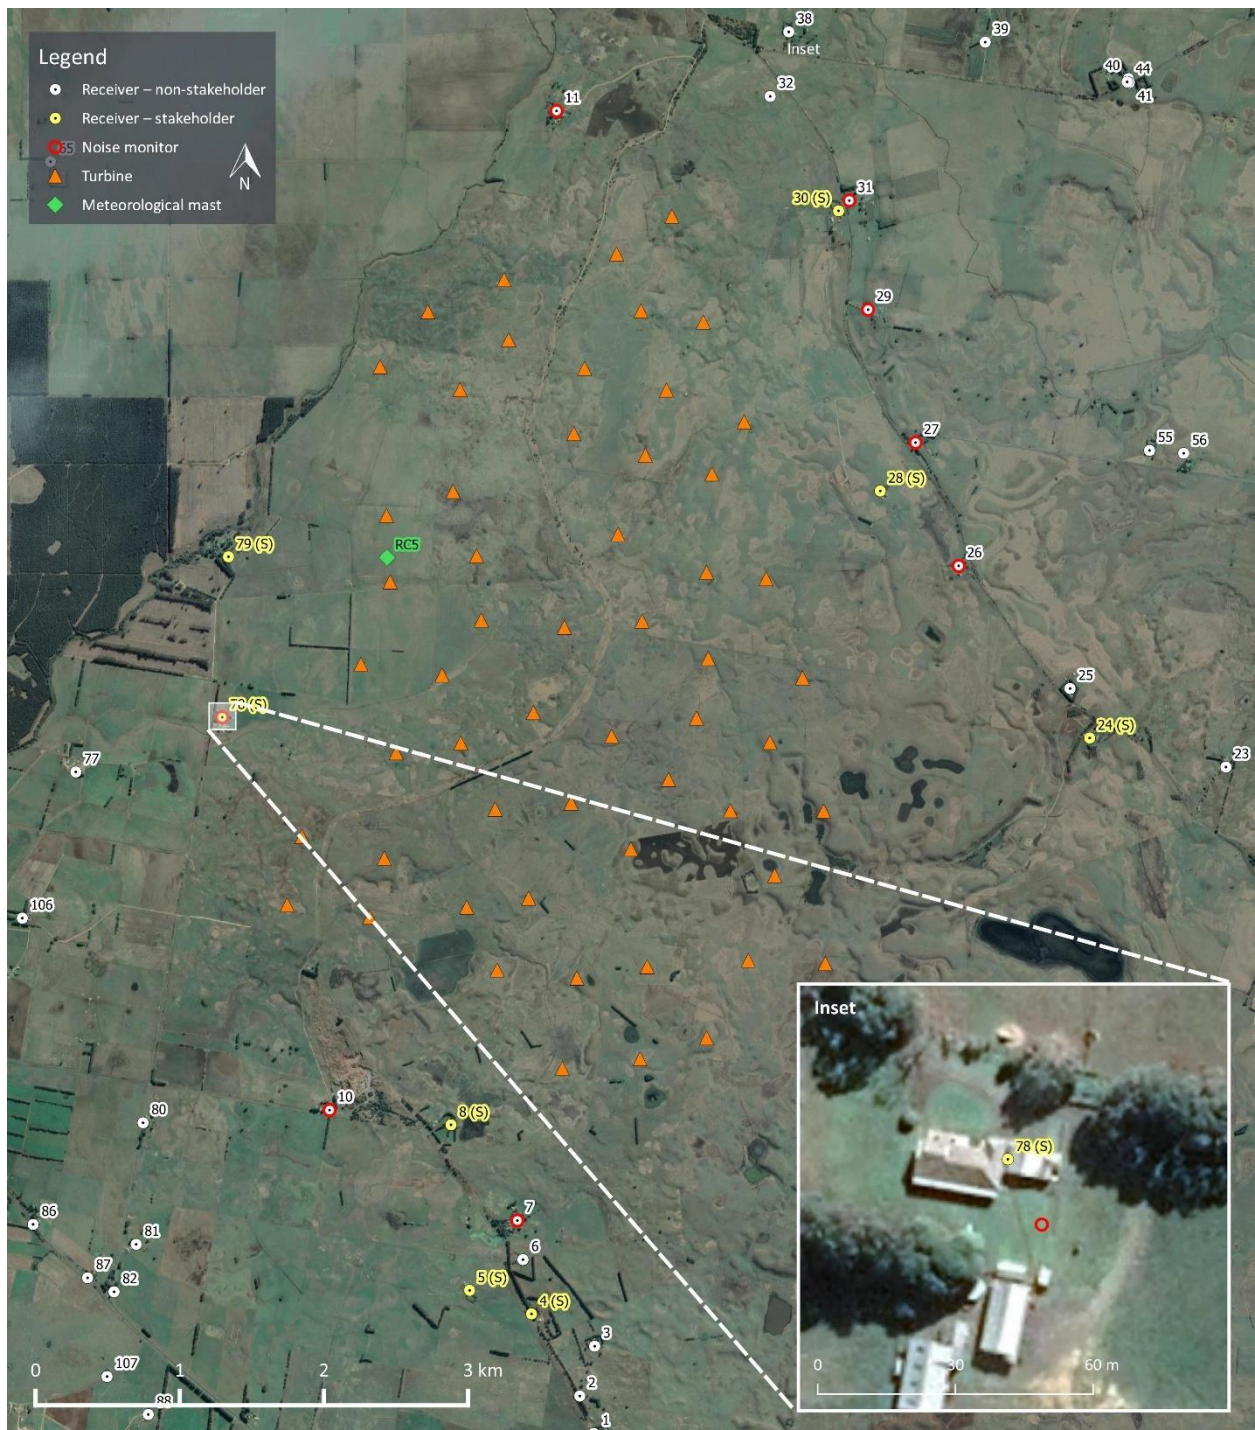 38
39
Inset
Legend
Receiver – non-stakeholder
Receiver – stakeholder
Noise monitor
Turbine
Meteorological mast
N
40
44
41
32
11
31
30 (S)
29
27
55
56
28 (S)
79 (S)
RC5
26
25
78 (S)
24 (S)
23
77
106
Inset
10
80
8 (S)
78 (S)
7
86
81
6
87
82
5 (S)
4 (S)
3
107
2
88
1
0 1 2 3 km
0 30 60 m